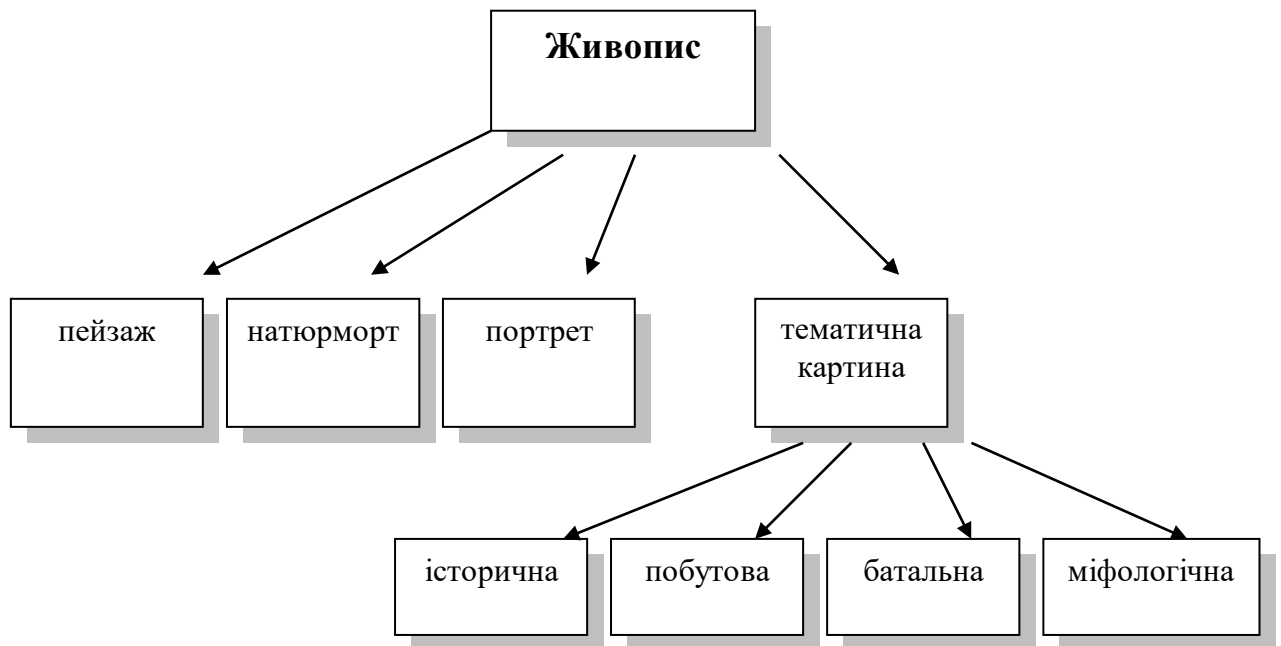 Живопис
пейзаж
натюрморт
портрет
тематична
картина
історична
побутова
батальна
міфологічна